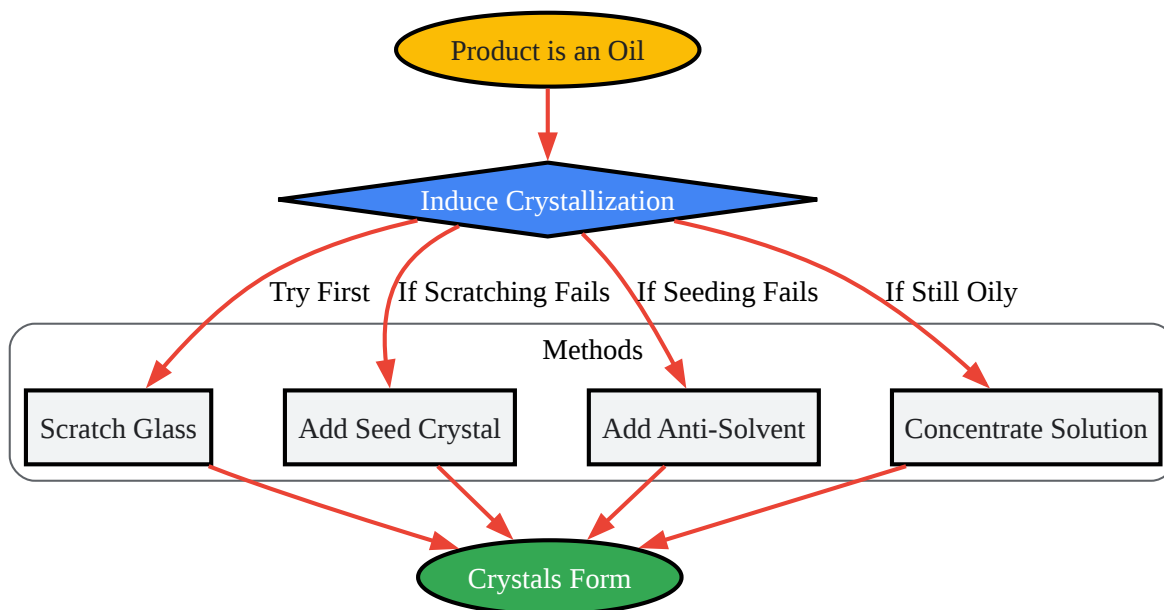 Product is an Oil
Induce Crystallization
Try First
If Scratching Fails
If Seeding Fails
If Still Oily
Methods
Scratch Glass
Add Seed Crystal
Add Anti-Solvent
Concentrate Solution
Crystals Form